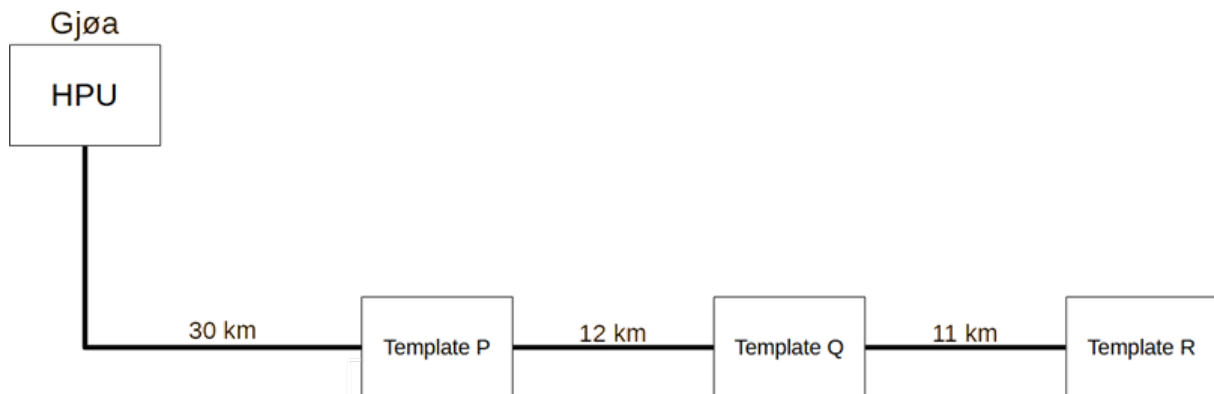 Gjøa
HPU
30 km
Template P
12 km
Template Q
11 km
Template R